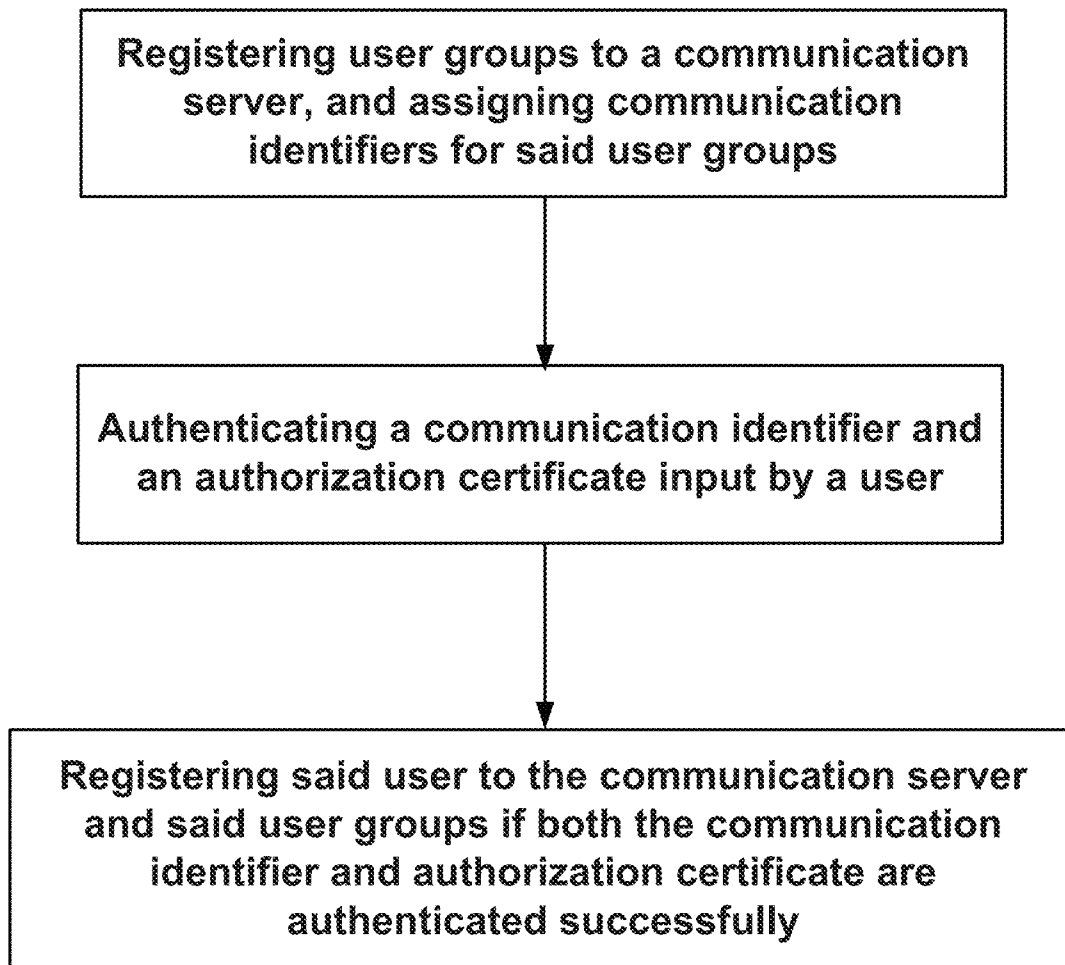 Registering user groups to a communication
server, and assigning communication
identifiers for said user groups
Authenticating a communication identifier and
an authorization certificate input by a user
Registering said user to the communication server
and said user groups if both the communication
identifier and authorization certificate are
authenticated successfully